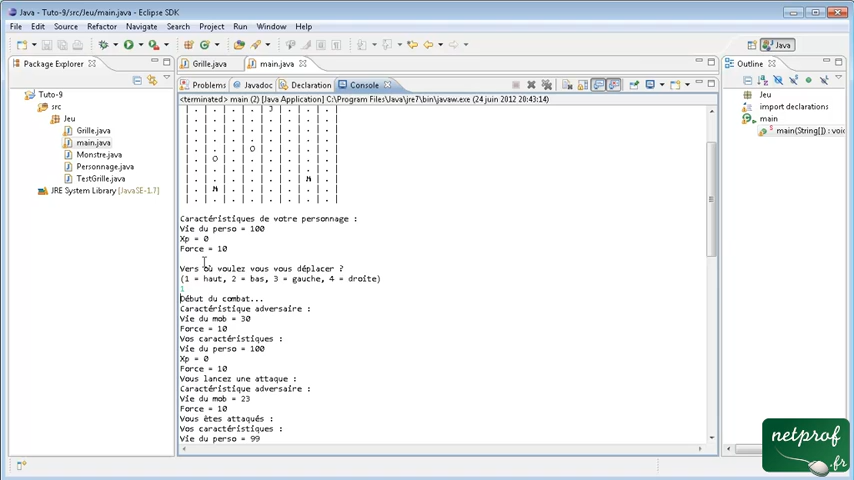 Java - Tuto-9/src/Jeu/main.java - Eclipse SDK
File Edit Source Refactor Navigate Search Project Run Window Help
Java
Package Explorer
Grille.java main.java
Outline
Tuto-9
src
Jeu
Grille.java
main.java
Monstre.java
Personnage.java
TestGrille.java
JRE System Library [JavaSE-1.7]
Problems Javadoc Declaration Console
<terminated> main (2) [Java Application] C:\Program Files\Java\jre7\bin\javaw.exe (24 juin 2012 20:43:14)
| . | . | . | . | J | . | . | . |
| . | . | . | . | . | . | . | . |
| . | . | . | . | . | . | . | . |
| . | . | . | . | . | . | . | . |
| . | . | . | O | . | . | . | . |
| . | O | . | . | . | . | . | . |
| . | . | . | . | . | . | . | . |
| . | . | . | . | . | . | M | . |
| . | M | . | . | . | . | . | . |
| . | . | . | . | . | . | . | . |
Caractéristiques de votre personnage :
Vie du perso = 100
Xp = 0
Force = 10
Vers où voulez vous vous déplacer ?
(1 = haut, 2 = bas, 3 = gauche, 4 = droite)
1
Début du combat...
Caractéristique adversaire :
Vie du mob = 30
Force = 10
Vos caractéristiques :
Vie du perso = 100
Xp = 0
Force = 10
Vous lancez une attaque :
Caractéristique adversaire :
Vie du mob = 23
Force = 10
Vous êtes attaqués :
Vos caractéristiques :
Vie du perso = 99
Jeu
import declarations
main
main(String[]) : voi
netprof
.fr